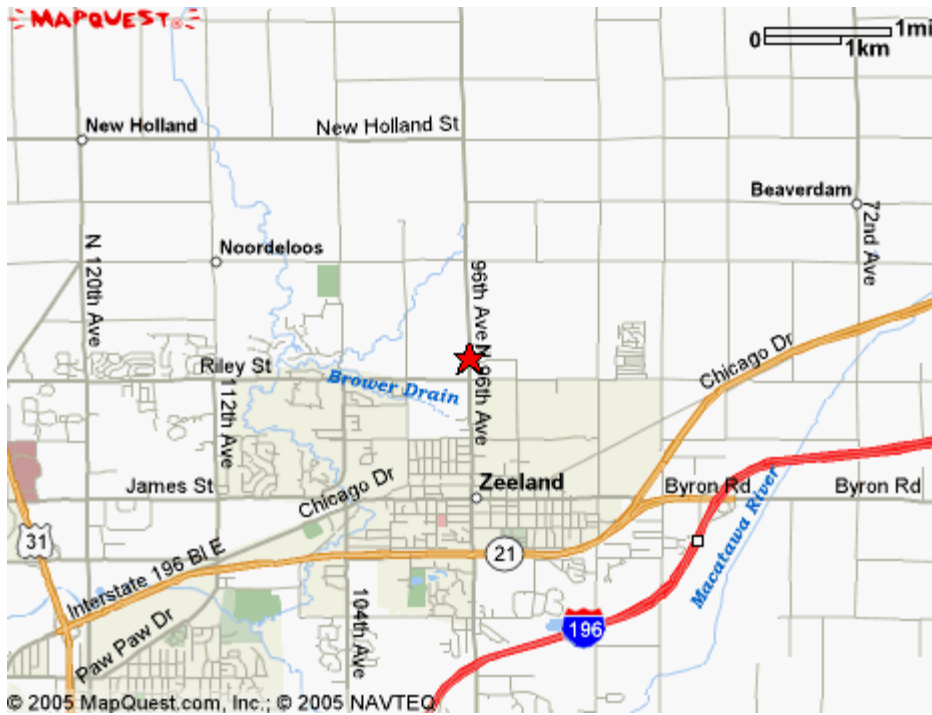 MAPQUEST
0
1mi
1km
New Holland
New Holland St
Beaverdam
72nd Ave
Noordeloos
N 120th Ave
96th Ave
N 96th Ave
Riley St
Brower Drain
Chicago Dr
112th Ave
Chicago Dr
Zeeland
James St
Byron Rd
Byron Rd
31
21
Interstate 196 Bl E
Macatawa River
104th Ave
196
Paw Paw Dr
© 2005 MapQuest.com, Inc.; © 2005 NAVTEQ